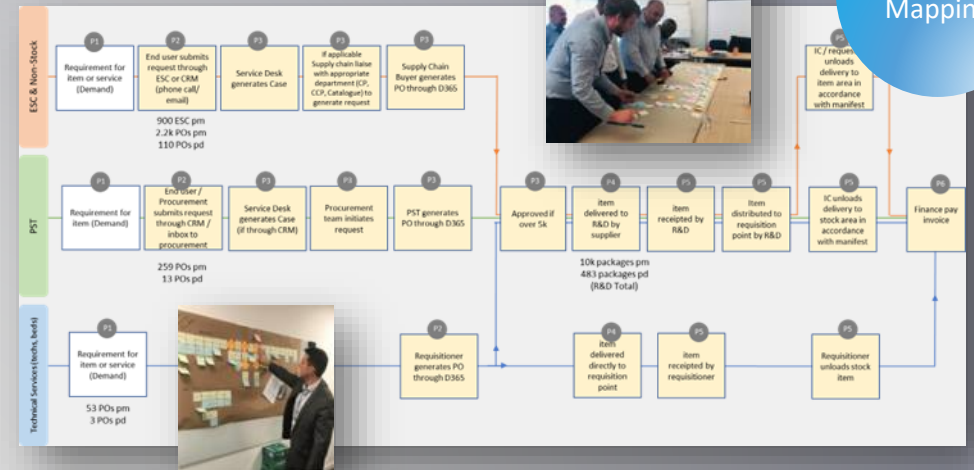 Mappin
ESC & Non-Stock
P1
Requirement for
item or service
(Demand)
P2
End user submits
request through
ESC or CRM
(phone call/
email)
900 ESC pm
2.2k POs pm
110 POs pd
P3
Service Desk
generates Case
P3
If applicable
Supply chain liaise
with appropriate
department (CP,
CCP, Catalogue) to
generate request
P3
Supply Chain
Buyer generates
PO through D365
P5
IC / reques
unloads
delivery to
item area in
accordance
with manifest
PST
P1
Requirement for
item (Demand)
P2
End user /
Procurement
submits request
through CRM /
inbox to
procurement
259 POs pm
13 POs pd
P3
Service Desk
generates Case
(if through CRM)
P3
Procurement
team initiates
request
P3
PST generates
PO through D365
P3
Approved if
over 5k
P4
item
delivered to
R&D by
supplier
10k packages pm
483 packages pd
(R&D Total)
P5
item
receipted by
R&D
P5
Item
distributed to
requisition
point by R&D
P5
IC unloads
delivery to
stock area in
accordance
with manifest
P6
Finance pay
invoice
Technical Services (techs, beds)
P1
Requirement for
item or service
(Demand)
53 POs pm
3 POs pd
P2
Requisitioner
generates PO
through D365
P4
item
delivered
directly to
requisition
point
P5
item
receipted by
requisitioner
P5
Requisitioner
unloads stock
item